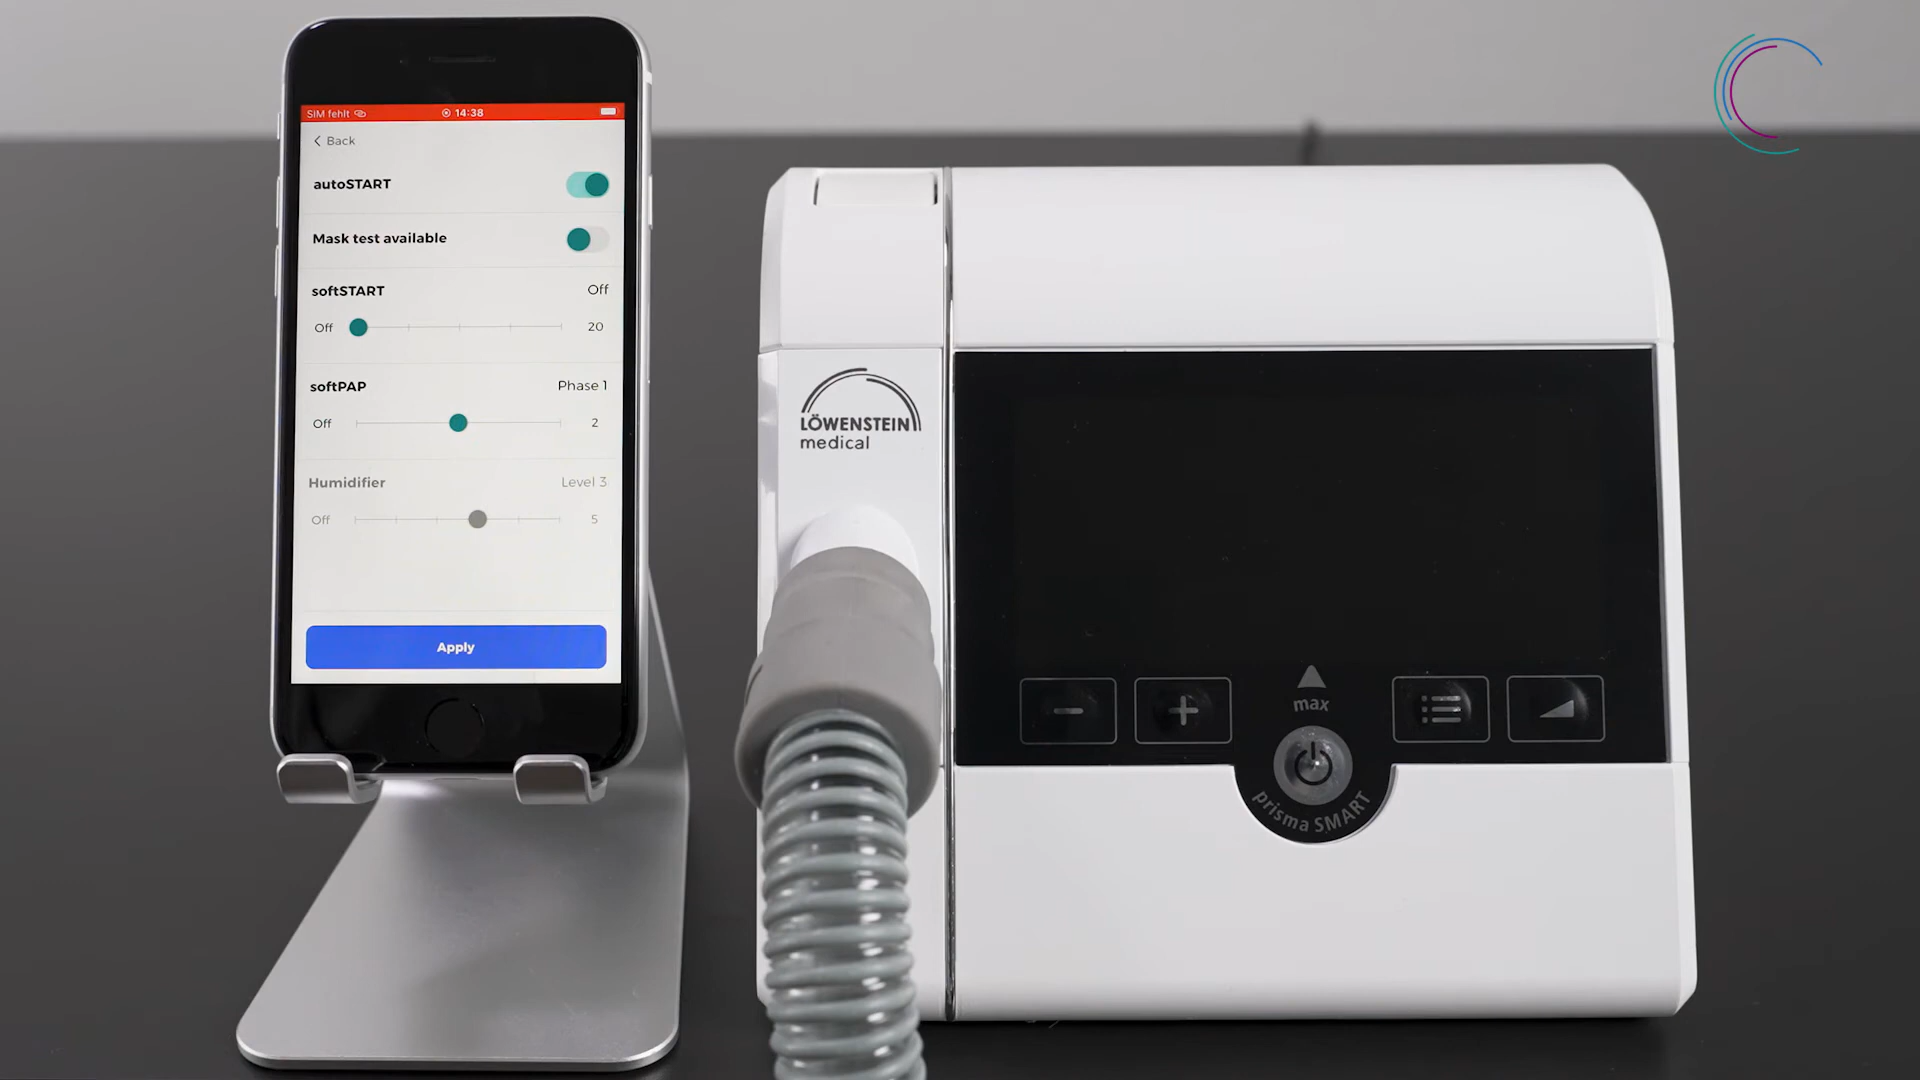 SIM fehlt 14:38
Back
autoSTART
Mask test available
softSTART Off
Off 20
softPAP Phase 1
Off 2
Humidifier Level 3
Off 5
Apply
LÖWENSTEIN
medical
max
prisma SMART